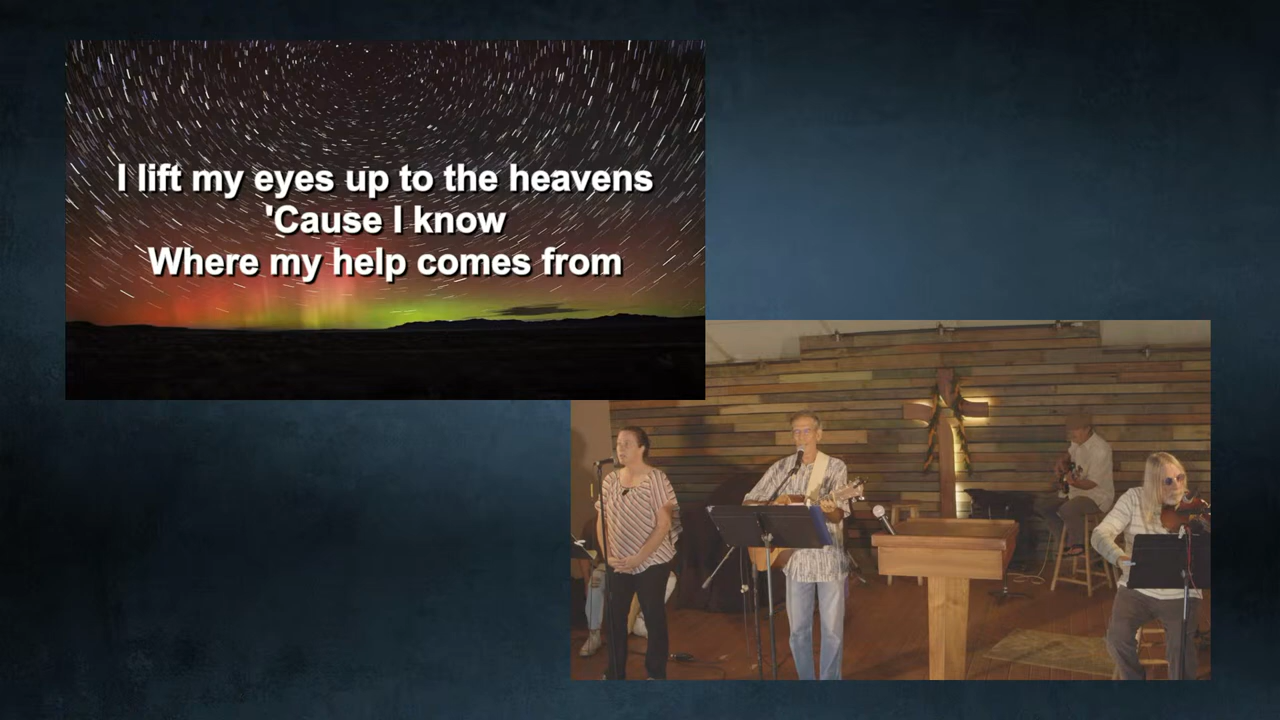 I lift my eyes up to the heavens
'Cause I know
Where my help comes from